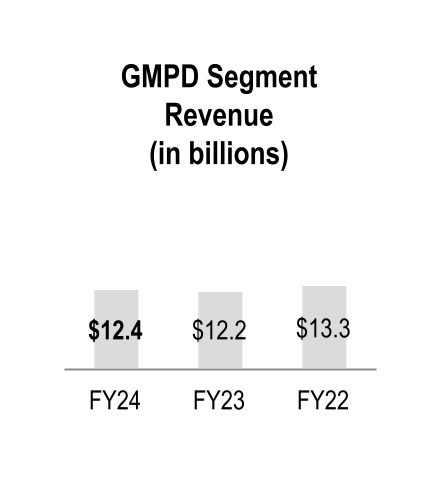 GMPD Segment
Revenue
(in billions)
$12.4 $12.2 $13.3
FY24 FY23 FY22